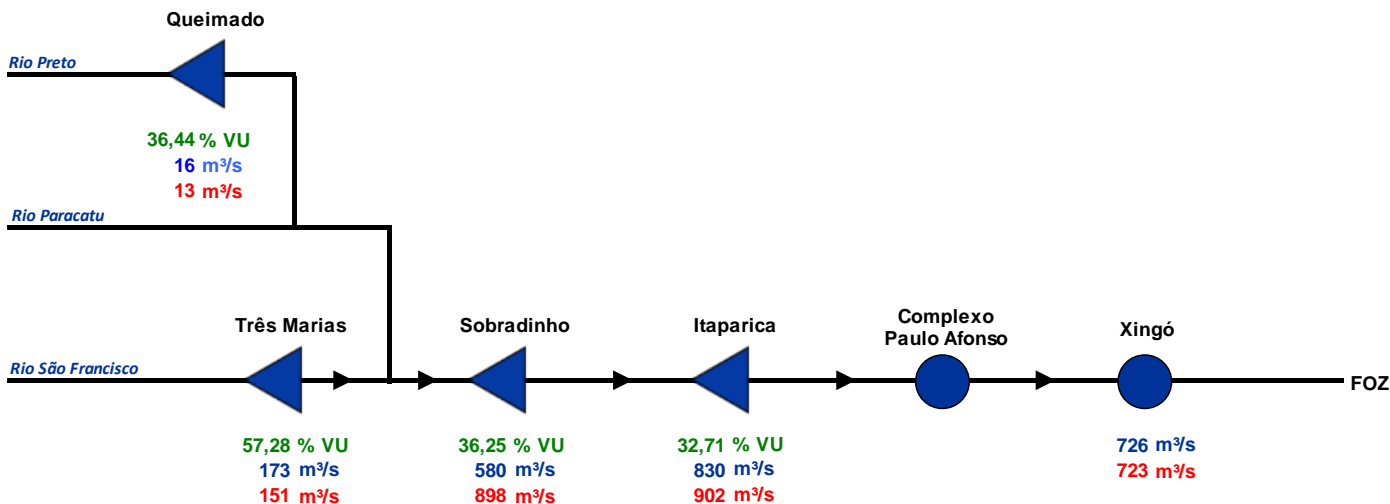 Queimado
Rio Preto
36,44 % VU
16 m³/s
13 m³/s
Rio Paracatu
Três Marias
Sobradinho
Itaparica
Complexo
Paulo Afonso
Xingó
Rio São Francisco
FOZ
57,28 % VU
173 m³/s
151 m³/s
36,25 % VU
580 m³/s
898 m³/s
32,71 % VU
830 m³/s
902 m³/s
726 m³/s
723 m³/s